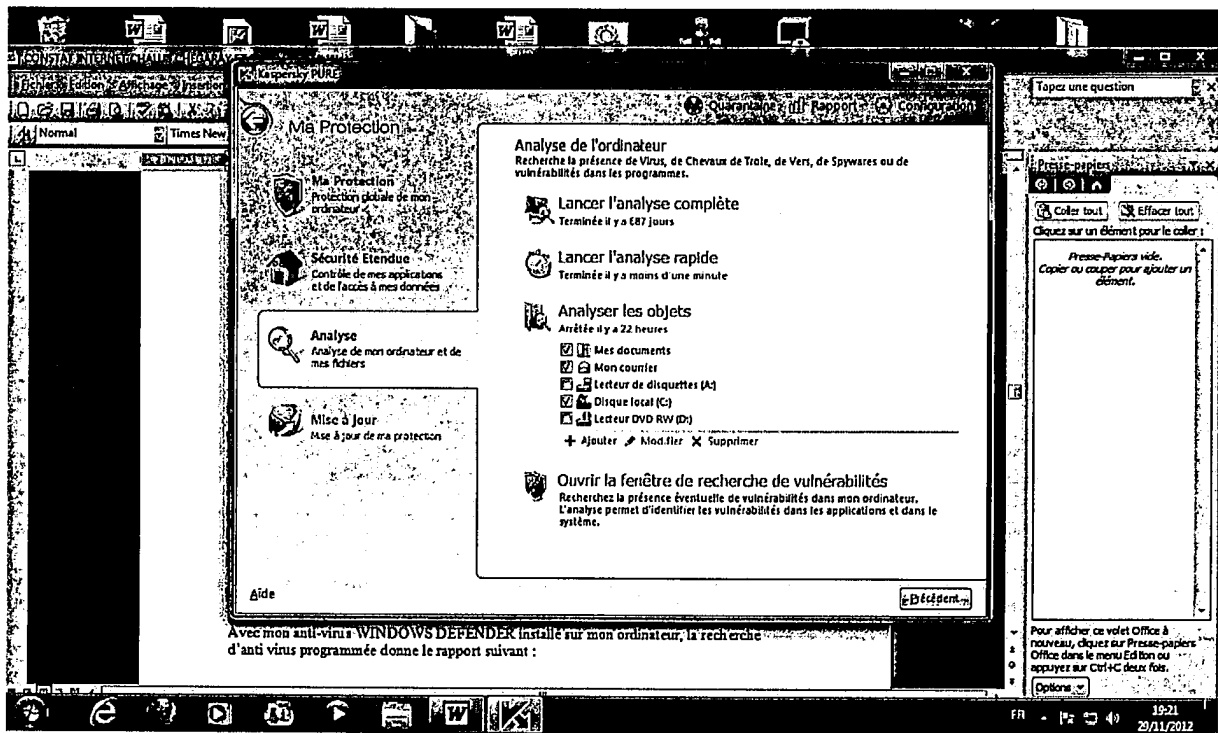 CONSTAT INTERNET CHALUS CHEGARAY
Fichier Edition Affichage Insertion
Tapez une question
Normal
Times New
Kaspersky PURE
Quarantaine Rapport Configuration
Ma Protection
Ma Protection
Protection globale de mon
ordinateur
Sécurité Etendue
Contrôle de mes applications
et de l'accès à mes données
Analyse
Analyse de mon ordinateur et de
mes fichiers
Mise à jour
Mise à jour de ma protection
Aide
Analyse de l'ordinateur
Recherche la présence de Virus, de Chevaux de Troie, de Vers, de Spywares ou de
vulnérabilités dans les programmes.
Lancer l'analyse complète
Terminée il y a 687 jours
Lancer l'analyse rapide
Terminée il y a moins d'une minute
Analyser les objets
Arrêtée il y a 22 heures
Mes documents
Mon courrier
Lecteur de disquettes (A:)
Disque local (C:)
Lecteur DVD RW (D:)
Ajouter Modifier Supprimer
Ouvrir la fenêtre de recherche de vulnérabilités
Recherchez la présence éventuelle de vulnérabilités dans mon ordinateur.
L'analyse permet d'identifier les vulnérabilités dans les applications et dans le
système.
Précédent
Presse-papiers
Coller tout Effacer tout
Cliquez sur un élément pour le coller :
Presse-Papiers vide.
Copier ou couper pour ajouter un
élément.
Pour afficher ce volet Office à
nouveau, cliquez sur Presse-papiers
Office dans le menu Edition ou
appuyez sur Ctrl+C deux fois.
Options
Avec mon anti-virus WINDOWS DEFENDER installé sur mon ordinateur, la recherche
d'anti virus programmée donne le rapport suivant :
FR
19:21
29/11/2012